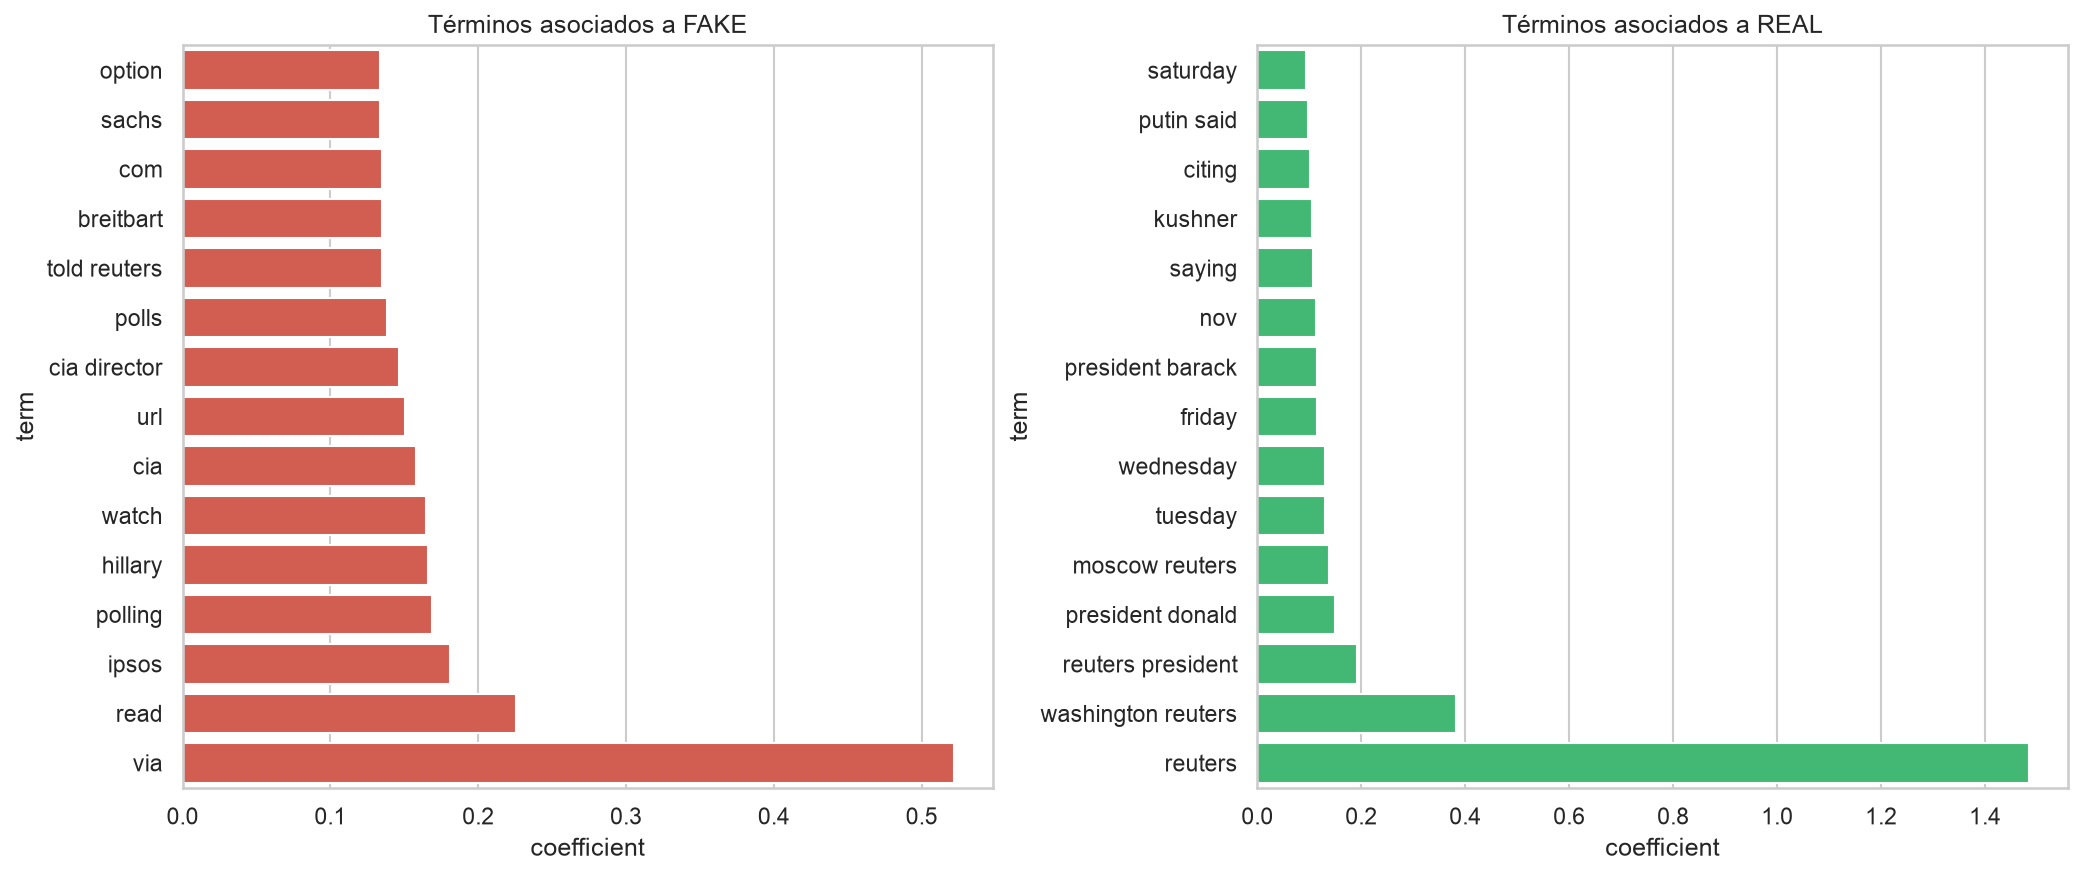 Términos asociados a FAKE
option
sachs
com
breitbart
told reuters
polls
cia director
url
cia
watch
hillary
polling
ipsos
read
via
term
0.0 0.1 0.2 0.3 0.4 0.5
coefficient
Términos asociados a REAL
saturday
putin said
citing
kushner
saying
nov
president barack
friday
wednesday
tuesday
moscow reuters
president donald
reuters president
washington reuters
reuters
term
0.0 0.2 0.4 0.6 0.8 1.0 1.2 1.4
coefficient